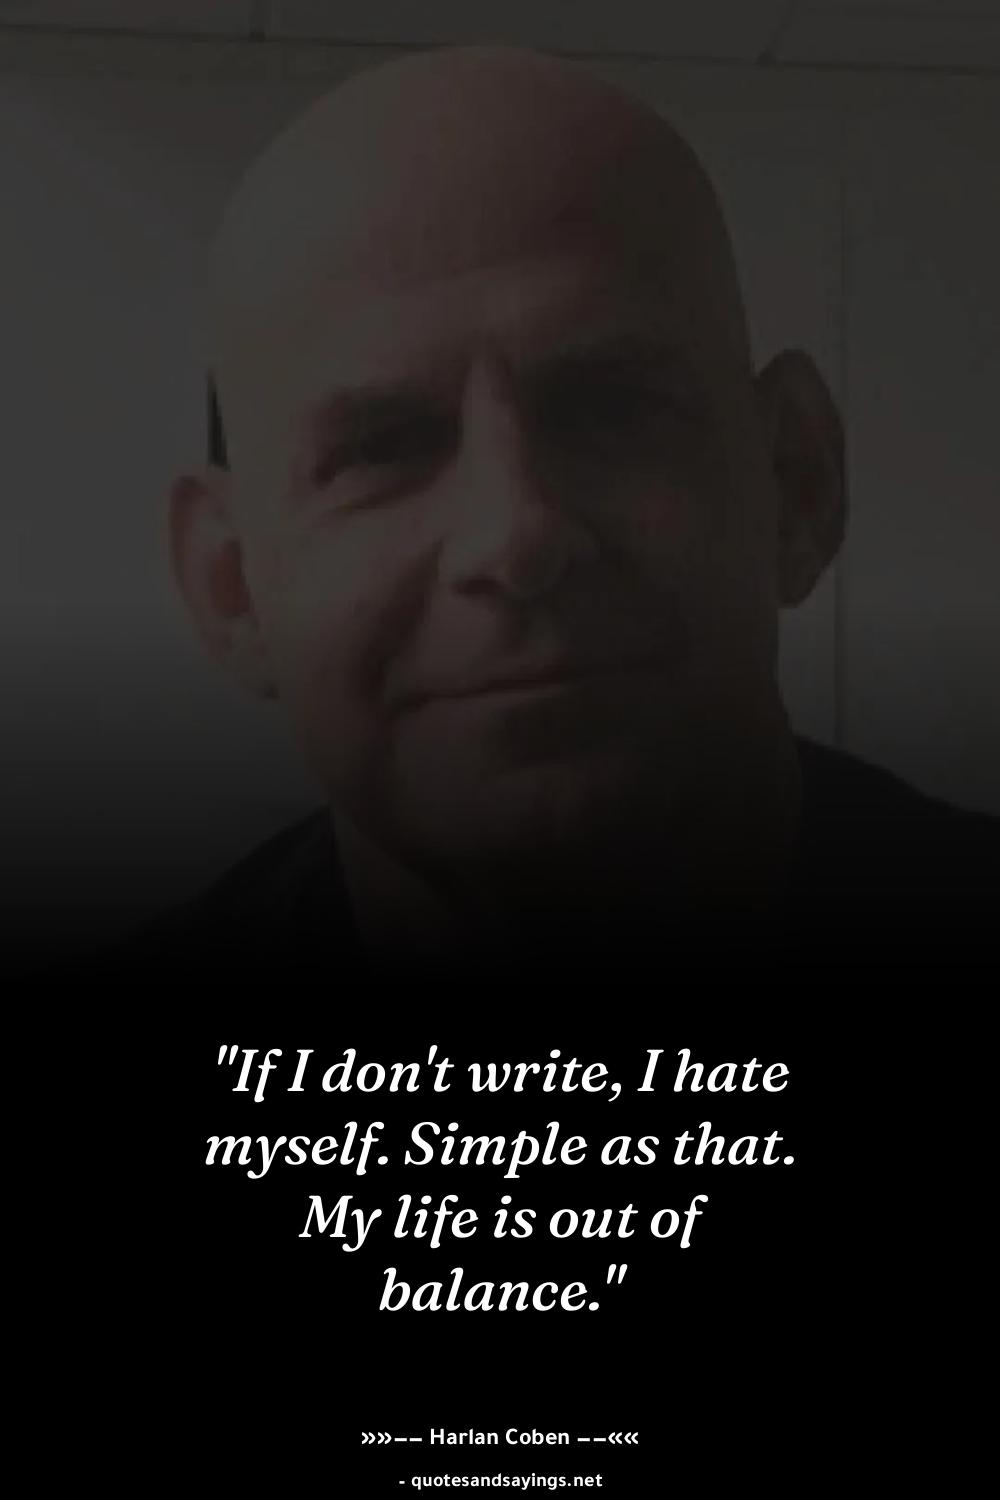 "If I don't write, I hate
myself. Simple as that.
My life is out of
balance."
»»–– Harlan Coben ––««
- quotesandsayings.net